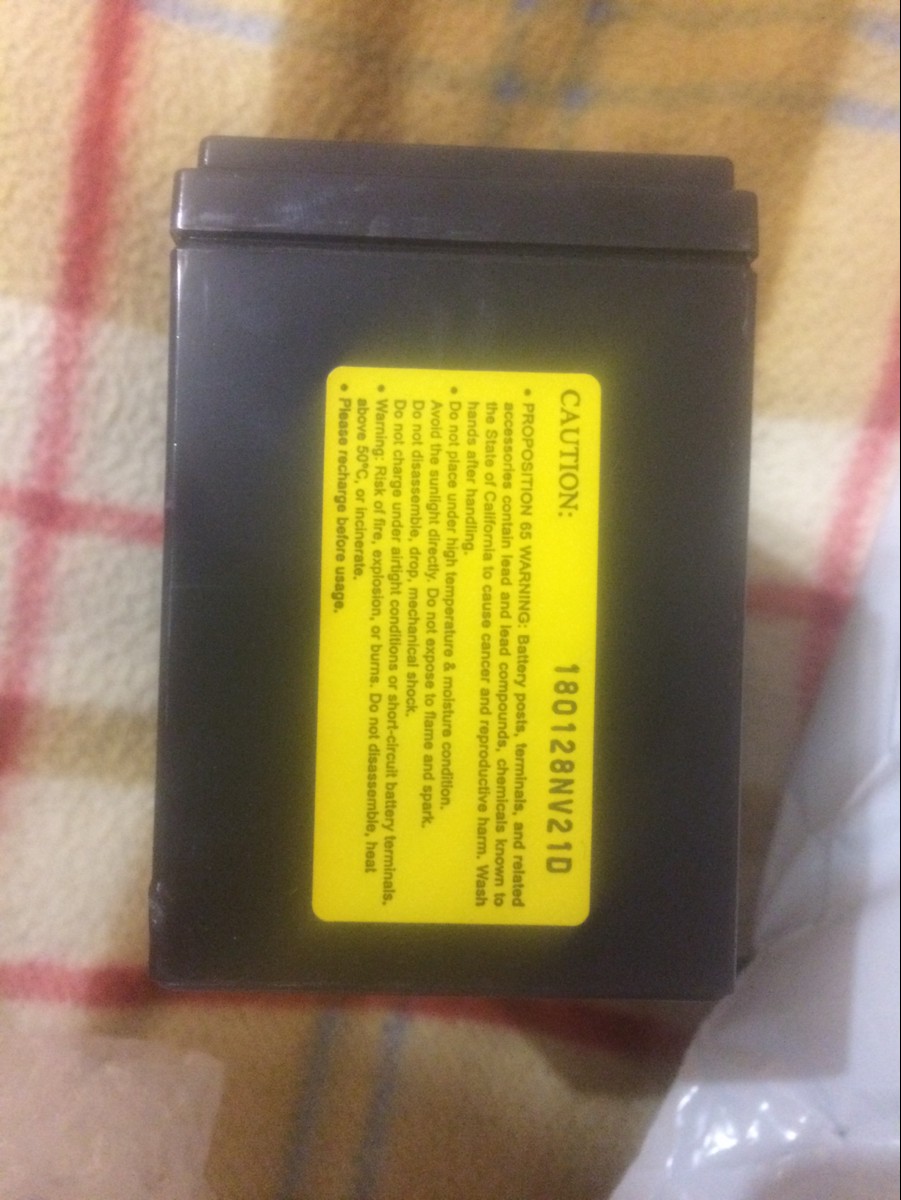 CAUTION:
180128NV21D
• PROPOSITION 65 WARNING: Battery posts, terminals, and related
accessories contain lead and lead compounds, chemicals known to
the State of California to cause cancer and reproductive harm. Wash
hands after handling.
• Do not place under high temperature & moisture condition.
Avoid the sunlight directly. Do not expose to flame and spark.
Do not disassemble, drop, mechanical shock.
Do not charge under airtight conditions or short-circuit battery terminals.
• Warning: Risk of fire, explosion, or burns. Do not disassemble, heat
above 50°C, or incinerate.
• Please recharge before usage.